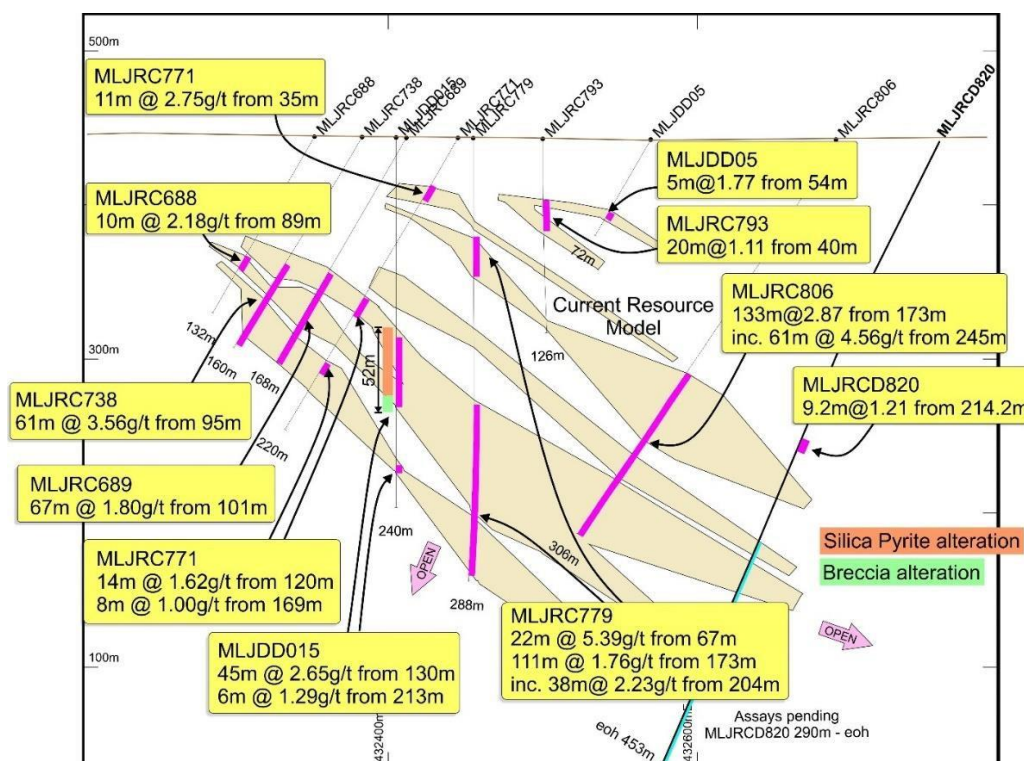 500m
MLJRC771
11m @ 2.75g/t from 35m
MLJRC688
MLJRC738
MLJDD015
MLJRC689
MLJRC771
MLJRC779
MLJRC793
MLJDD05
MLJRC806
MLJRCD820
MLJDD05
5m@1.77 from 54m
MLJRC688
10m @ 2.18g/t from 89m
MLJRC793
20m@1.11 from 40m
72m
Current Resource
Model
MLJRC806
133m@2.87 from 173m
inc. 61m @ 4.56g/t from 245m
132m
160m
168m
126m
300m
52m
MLJRCD820
9.2m@1.21 from 214.2m
MLJRC738
61m @ 3.56g/t from 95m
220m
MLJRC689
67m @ 1.80g/t from 101m
240m
306m
Silica Pyrite alteration
Breccia alteration
MLJRC771
14m @ 1.62g/t from 120m
8m @ 1.00g/t from 169m
OPEN
288m
MLJRC779
22m @ 5.39g/t from 67m
111m @ 1.76g/t from 173m
inc. 38m@ 2.23g/t from 204m
OPEN
MLJDD015
45m @ 2.65g/t from 130m
6m @ 1.29g/t from 213m
100m
432400m
432600m
Assays pending
MLJRCD820 290m - eoh
eoh 453m